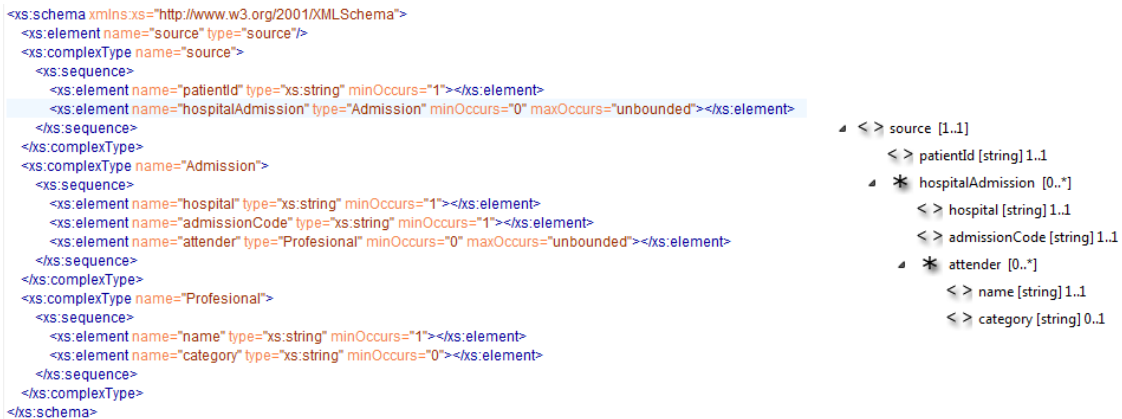 <xs:schema xmlns:xs="http://www.w3.org/2001/XMLSchema">
<xs:element name="source" type="source"/>
<xs:complexType name="source">
<xs:sequence>
<xs:element name="patientId" type="xs:string" minOccurs="1"></xs:element>
<xs:element name="hospitalAdmission" type="Admission" minOccurs="0" maxOccurs="unbounded"></xs:element>
</xs:sequence>
</xs:complexType>
<xs:complexType name="Admission">
<xs:sequence>
<xs:element name="hospital" type="xs:string" minOccurs="1"></xs:element>
<xs:element name="admissionCode" type="xs:string" minOccurs="1"></xs:element>
<xs:element name="attender" type="Profesional" minOccurs="0" maxOccurs="unbounded"></xs:element>
</xs:sequence>
</xs:complexType>
<xs:complexType name="Profesional">
<xs:sequence>
<xs:element name="name" type="xs:string" minOccurs="1"></xs:element>
<xs:element name="category" type="xs:string" minOccurs="0"></xs:element>
</xs:sequence>
</xs:complexType>
</xs:schema>
< > source [1..1]
< > patientId [string] 1..1
* hospitalAdmission [0..*]
< > hospital [string] 1..1
< > admissionCode [string] 1..1
* attender [0..*]
< > name [string] 1..1
< > category [string] 0..1